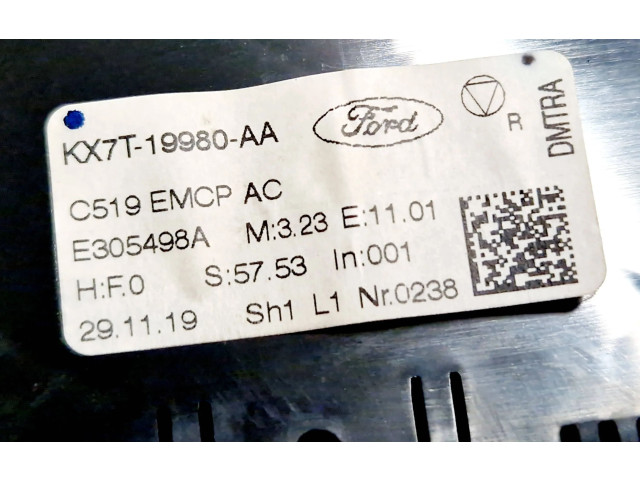 KX7T-19980-AA
Ford
R
DMTRA
C519 EMCP AC
E305498A M:3.23 E:11.01
H:F.0 S:57.53 In:001
29.11.19 Sh1 L1 Nr.0238